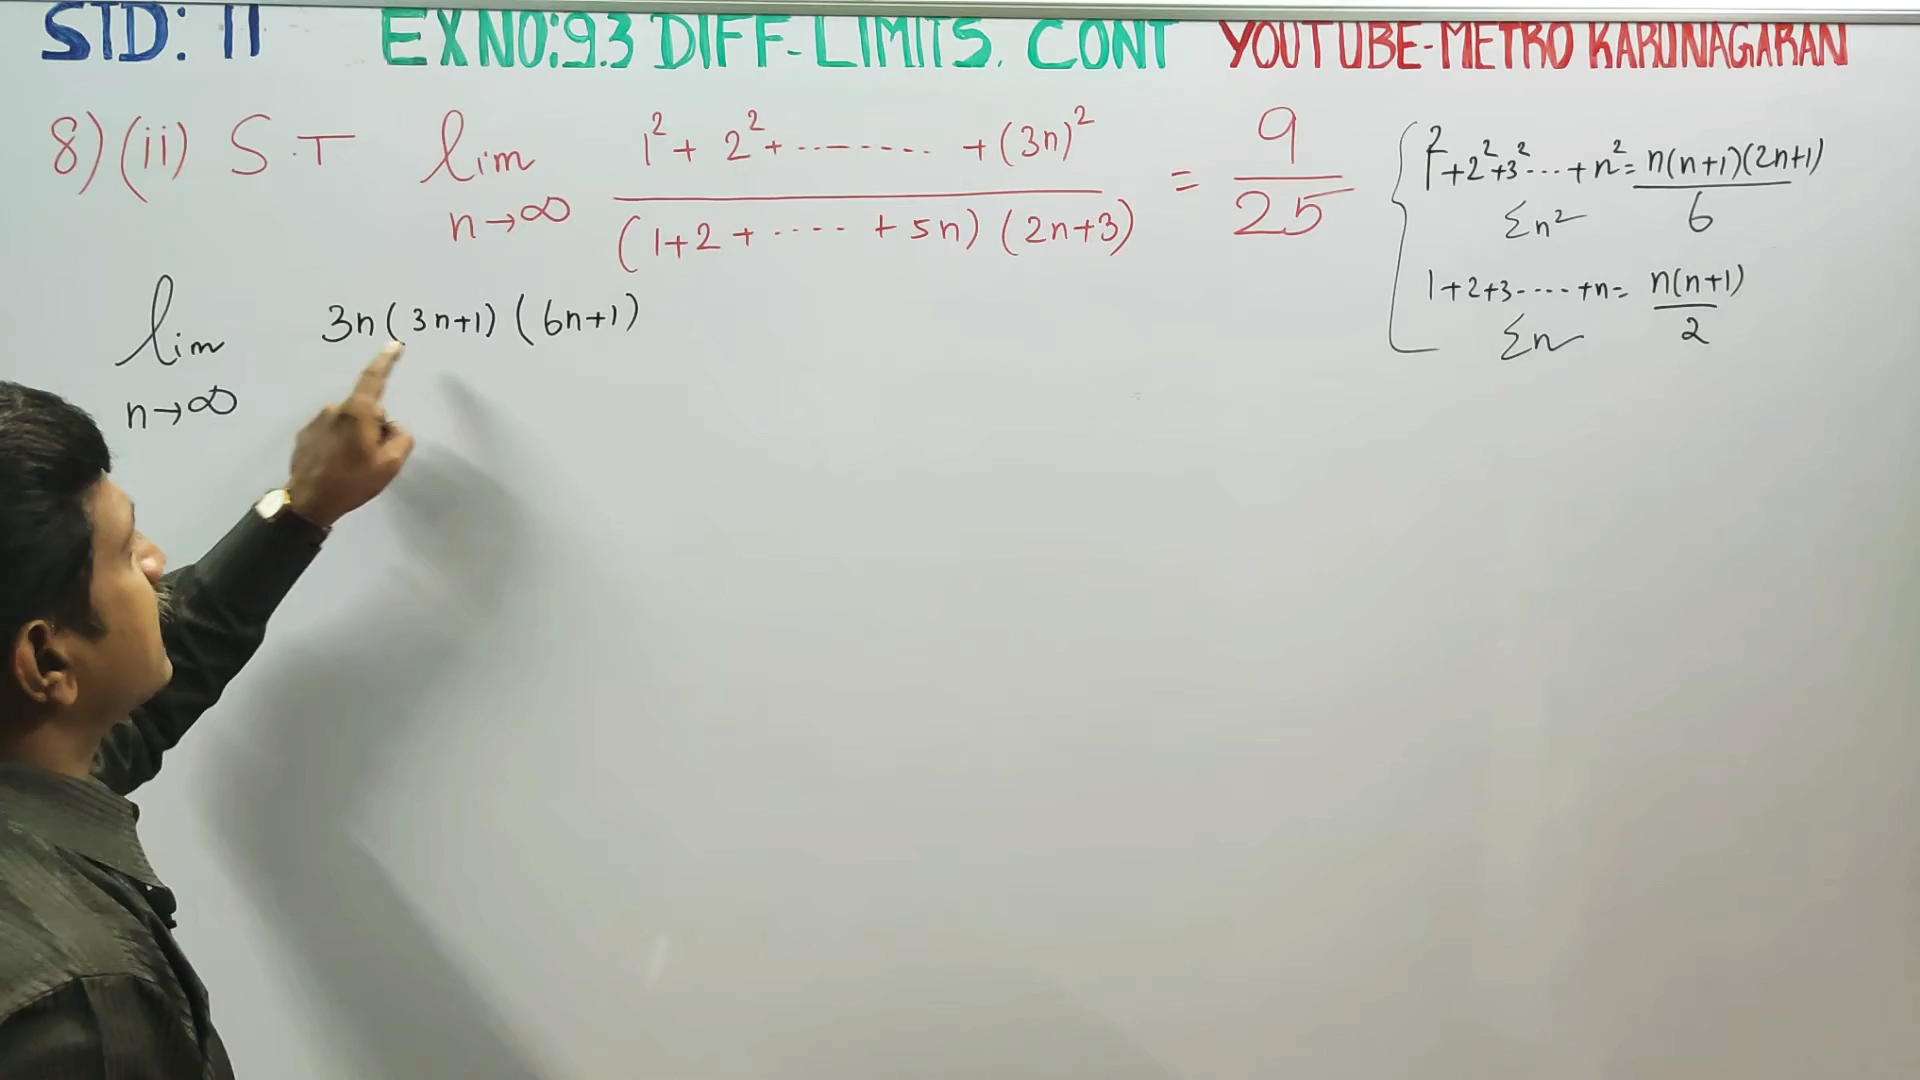 STD: 11 EX NO: 9.3 DIFF-LIMITS. CONT YOUTUBE-METRO KARUNAGARAN
8) (ii) S.T lim n→∞ 1² + 2² + ........ + (3n)² / (1+2+ ..... + 5n) (2n+3) = 9/25
1²+2²+3²...+n² = n(n+1)(2n+1)/6
Σn²
1+2+3-----+n = n(n+1)/2
Σn
lim n→∞ 3n(3n+1)(6n+1)